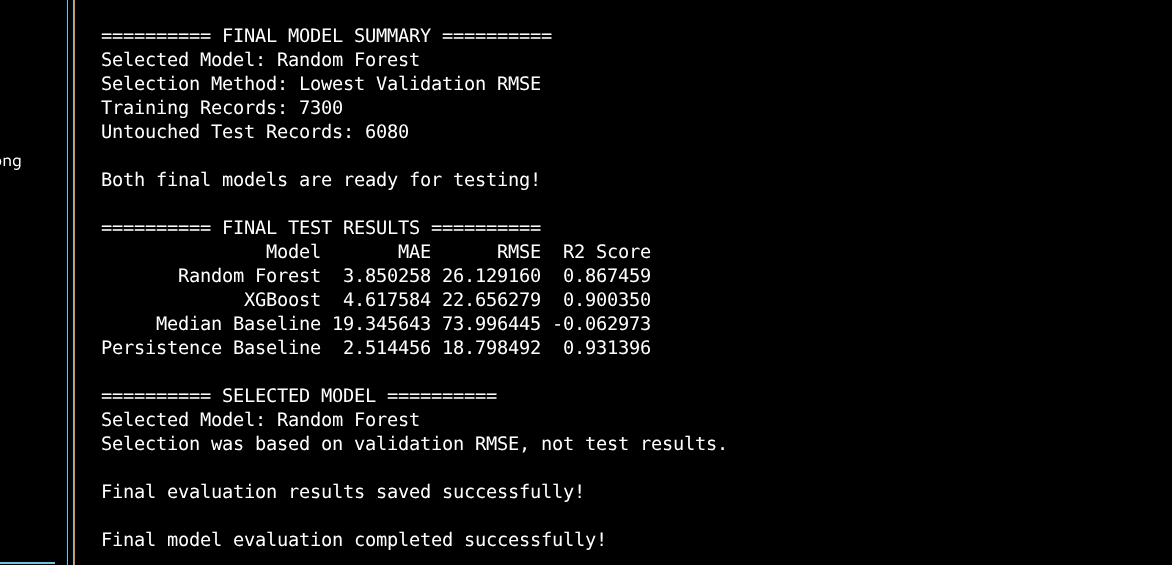 ========== FINAL MODEL SUMMARY ==========
Selected Model: Random Forest
Selection Method: Lowest Validation RMSE
Training Records: 7300
Untouched Test Records: 6080
ong
Both final models are ready for testing!
========== FINAL TEST RESULTS ==========
Model MAE RMSE R2 Score
Random Forest 3.850258 26.129160 0.867459
XGBoost 4.617584 22.656279 0.900350
Median Baseline 19.345643 73.996445 -0.062973
Persistence Baseline 2.514456 18.798492 0.931396
========== SELECTED MODEL ==========
Selected Model: Random Forest
Selection was based on validation RMSE, not test results.
Final evaluation results saved successfully!
Final model evaluation completed successfully!